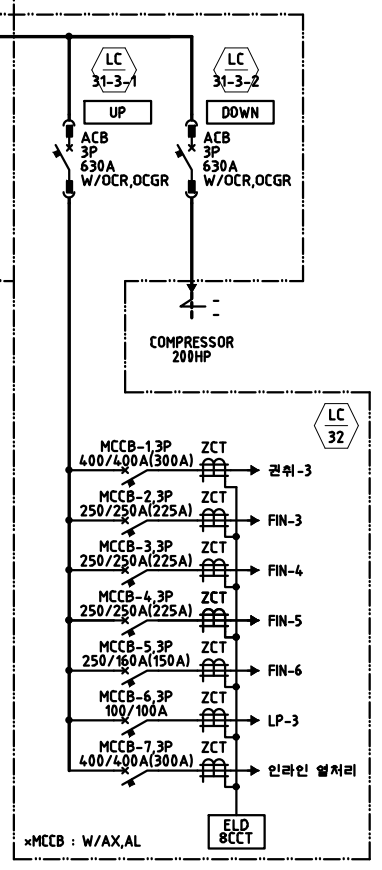 LC
31-3-1
LC
31-3-2
UP
DOWN
ACB
3P
630A
W/OCR,OCGR
ACB
3P
630A
W/OCR,OCGR
COMPRESSOR
200HP
LC
32
MCCB-1,3P
400/400A(300A)
ZCT
권취-3
MCCB-2,3P
250/250A(225A)
ZCT
FIN-3
MCCB-3,3P
250/250A(225A)
ZCT
FIN-4
MCCB-4,3P
250/250A(225A)
ZCT
FIN-5
MCCB-5,3P
250/160A(150A)
ZCT
FIN-6
MCCB-6,3P
100/100A
ZCT
LP-3
MCCB-7,3P
400/400A(300A)
ZCT
인라인 열처리
ELD
8CCT
×MCCB : W/AX,AL